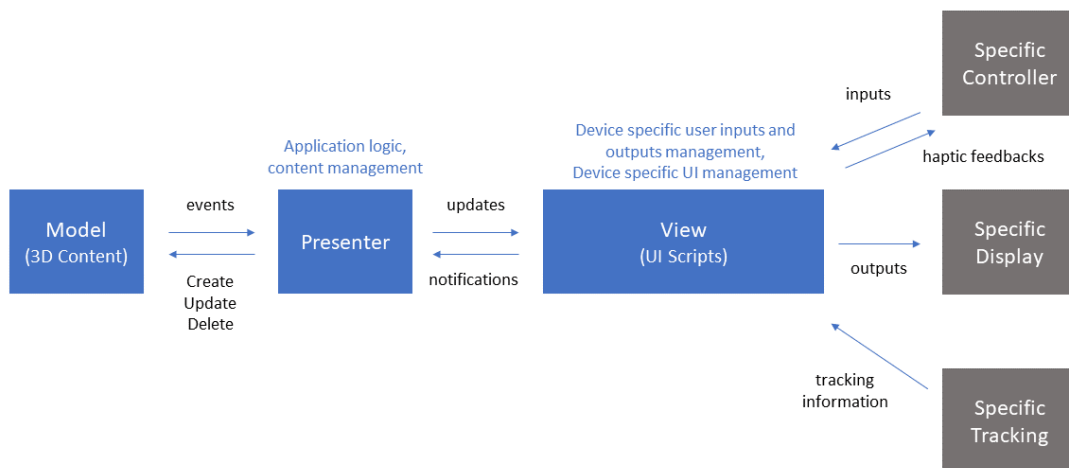 Specific
Controller
inputs
Device specific user inputs and
outputs management,
Device specific UI management
haptic feedbacks
Application logic,
content management
Model
(3D Content)
events
Create
Update
Delete
Presenter
updates
notifications
View
(UI Scripts)
outputs
Specific
Display
tracking
information
Specific
Tracking